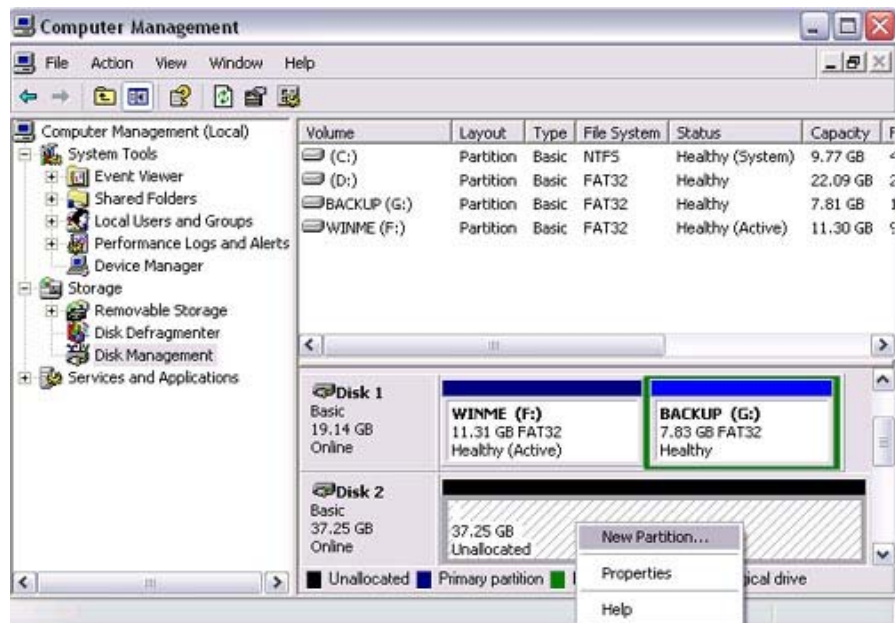 Computer Management
File Action View Window Help
Computer Management (Local)
System Tools
Event Viewer
Shared Folders
Local Users and Groups
Performance Logs and Alerts
Device Manager
Storage
Removable Storage
Disk Defragmenter
Disk Management
Services and Applications
Volume Layout Type File System Status Capacity
(C:) Partition Basic NTFS Healthy (System) 9.77 GB
(D:) Partition Basic FAT32 Healthy 22.09 GB
BACKUP (G:) Partition Basic FAT32 Healthy 7.81 GB
WINME (F:) Partition Basic FAT32 Healthy (Active) 11.30 GB
Disk 1
Basic
19.14 GB
Online
WINME (F:)
11.31 GB FAT32
Healthy (Active)
BACKUP (G:)
7.83 GB FAT32
Healthy
Disk 2
Basic
37.25 GB
Online
37.25 GB
Unallocated
New Partition...
Properties
Help
Unallocated Primary partition drive